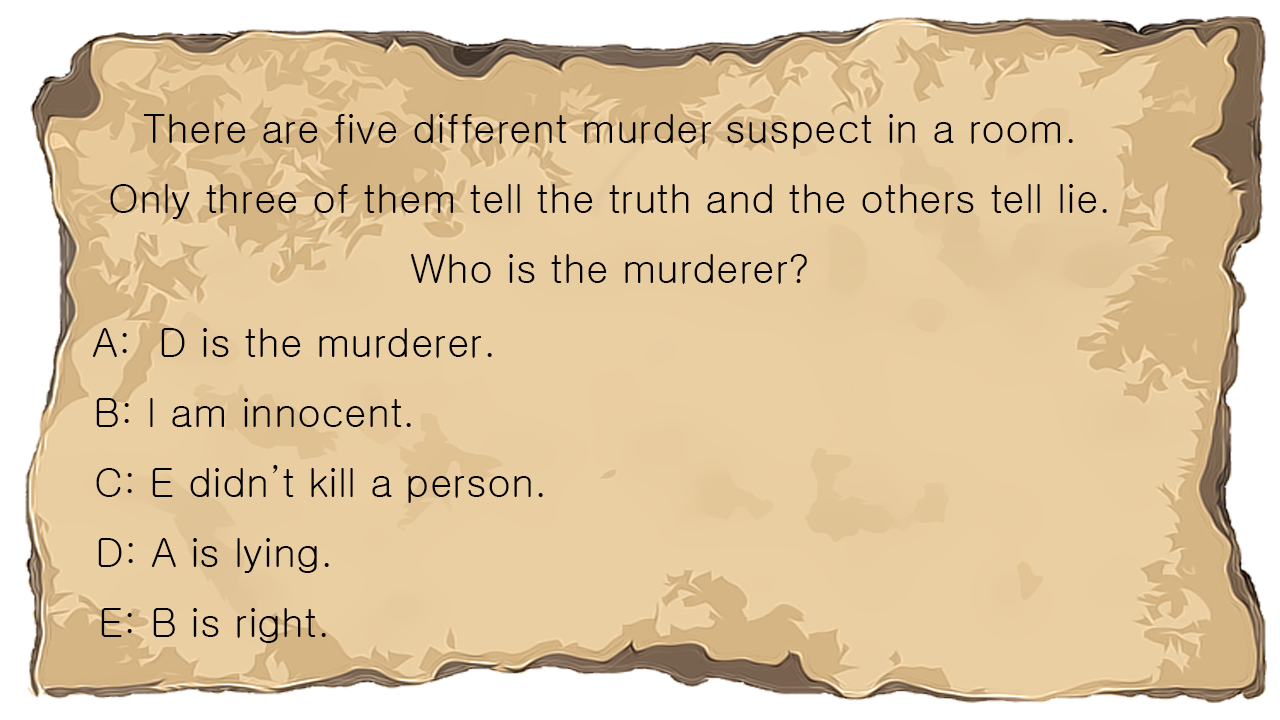 There are five different murder suspect in a room.
Only three of them tell the truth and the others tell lie.
Who is the murderer?
A: D is the murderer.
B: I am innocent.
C: E didn’t kill a person.
D: A is lying.
E: B is right.